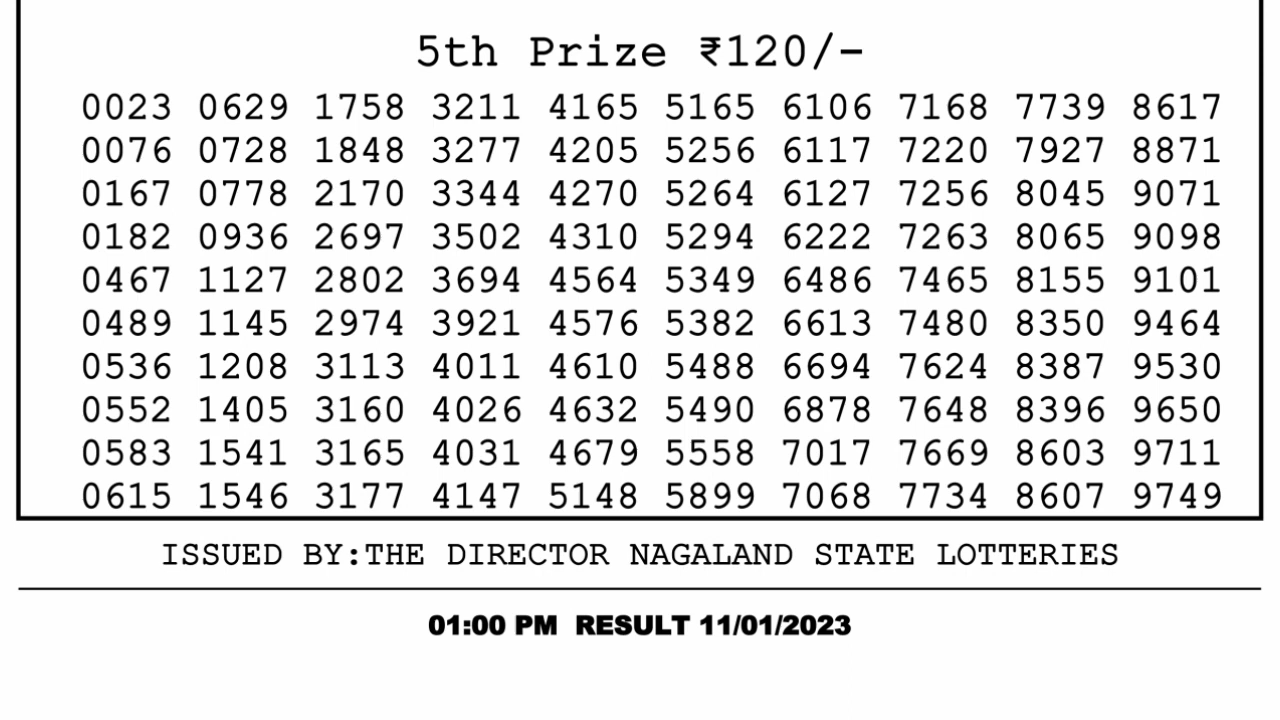 5th Prize ₹120/-
0023 0629 1758 3211 4165 5165 6106 7168 7739 8617
0076 0728 1848 3277 4205 5256 6117 7220 7927 8871
0167 0778 2170 3344 4270 5264 6127 7256 8045 9071
0182 0936 2697 3502 4310 5294 6222 7263 8065 9098
0467 1127 2802 3694 4564 5349 6486 7465 8155 9101
0489 1145 2974 3921 4576 5382 6613 7480 8350 9464
0536 1208 3113 4011 4610 5488 6694 7624 8387 9530
0552 1405 3160 4026 4632 5490 6878 7648 8396 9650
0583 1541 3165 4031 4679 5558 7017 7669 8603 9711
0615 1546 3177 4147 5148 5899 7068 7734 8607 9749
ISSUED BY:THE DIRECTOR NAGALAND STATE LOTTERIES
01:00 PM RESULT 11/01/2023